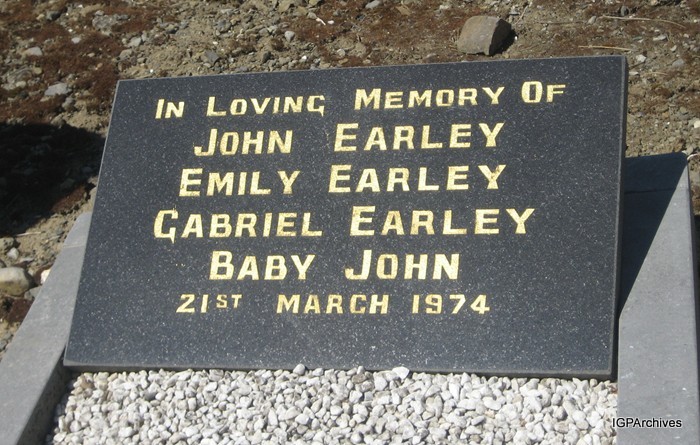 IN LOVING MEMORY OF
JOHN EARLEY
EMILY EARLEY
GABRIEL EARLEY
BABY JOHN
21ST MARCH 1974
IGPArchives